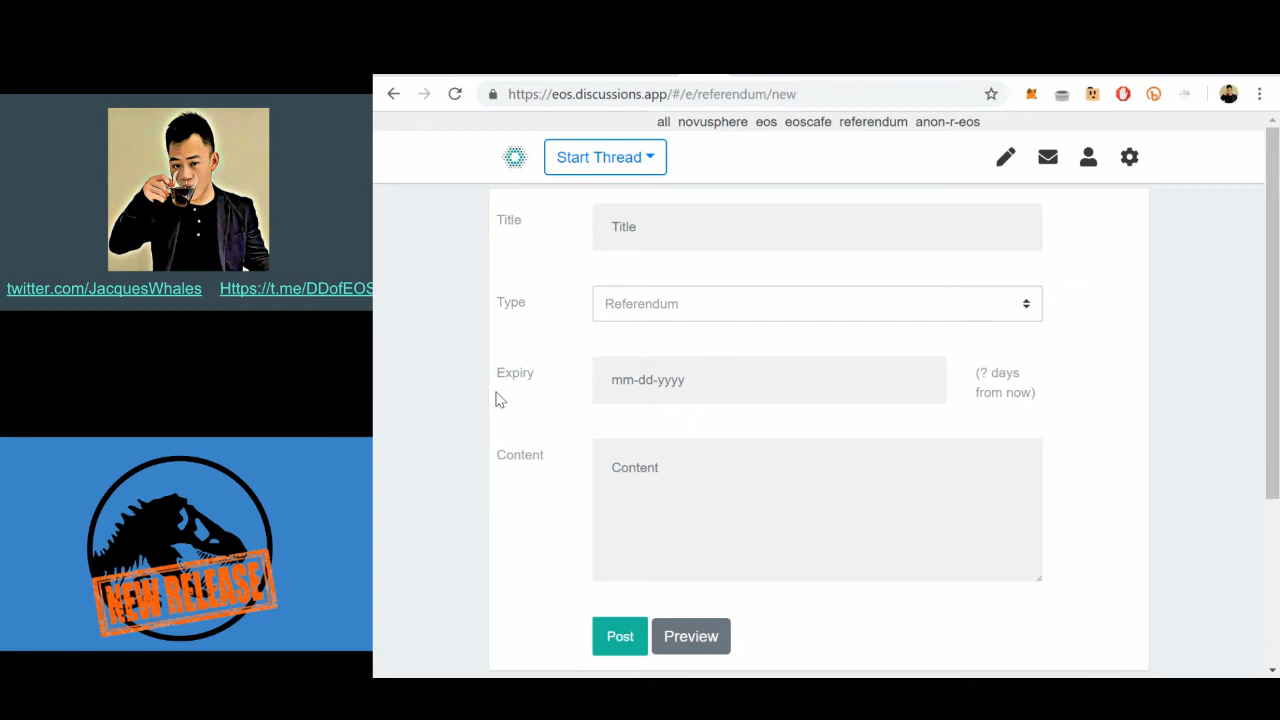 twitter.com/JacquesWhales
Https://t.me/DDofEOS
NEW RELEASE
https://eos.discussions.app/#/e/referendum/new
all novusphere eos eoscafe referendum anon-r-eos
Start Thread
Title
Title
Type
Referendum
Expiry
mm-dd-yyyy
(? days
from now)
Content
Content
Post
Preview